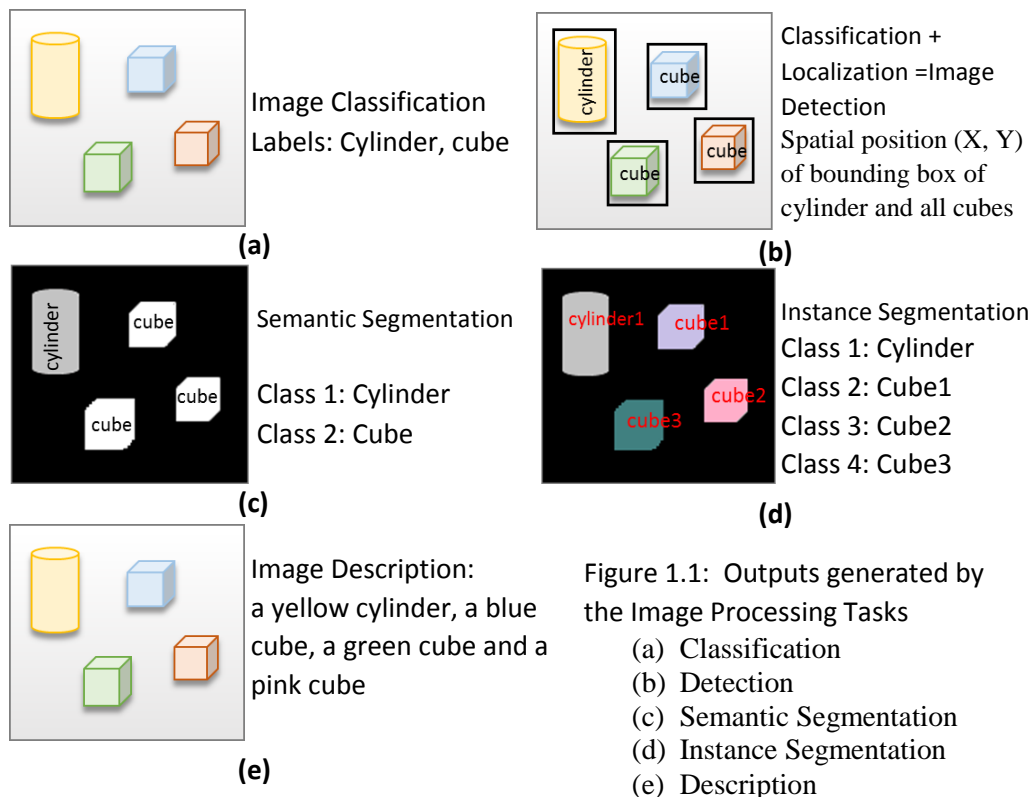 Image Classification
Labels: Cylinder, cube
(a)
cylinder
cube
cube
cube
Classification +
Localization =Image
Detection
Spatial position (X, Y)
of bounding box of
cylinder and all cubes
(b)
cylinder
cube
cube
cube
Semantic Segmentation
Class 1: Cylinder
Class 2: Cube
(c)
cylinder1
cube1
cube2
cube3
Instance Segmentation
Class 1: Cylinder
Class 2: Cube1
Class 3: Cube2
Class 4: Cube3
(d)
Image Description:
a yellow cylinder, a blue
cube, a green cube and a
pink cube
(e)
Figure 1.1: Outputs generated by
the Image Processing Tasks
(a) Classification
(b) Detection
(c) Semantic Segmentation
(d) Instance Segmentation
(e) Description